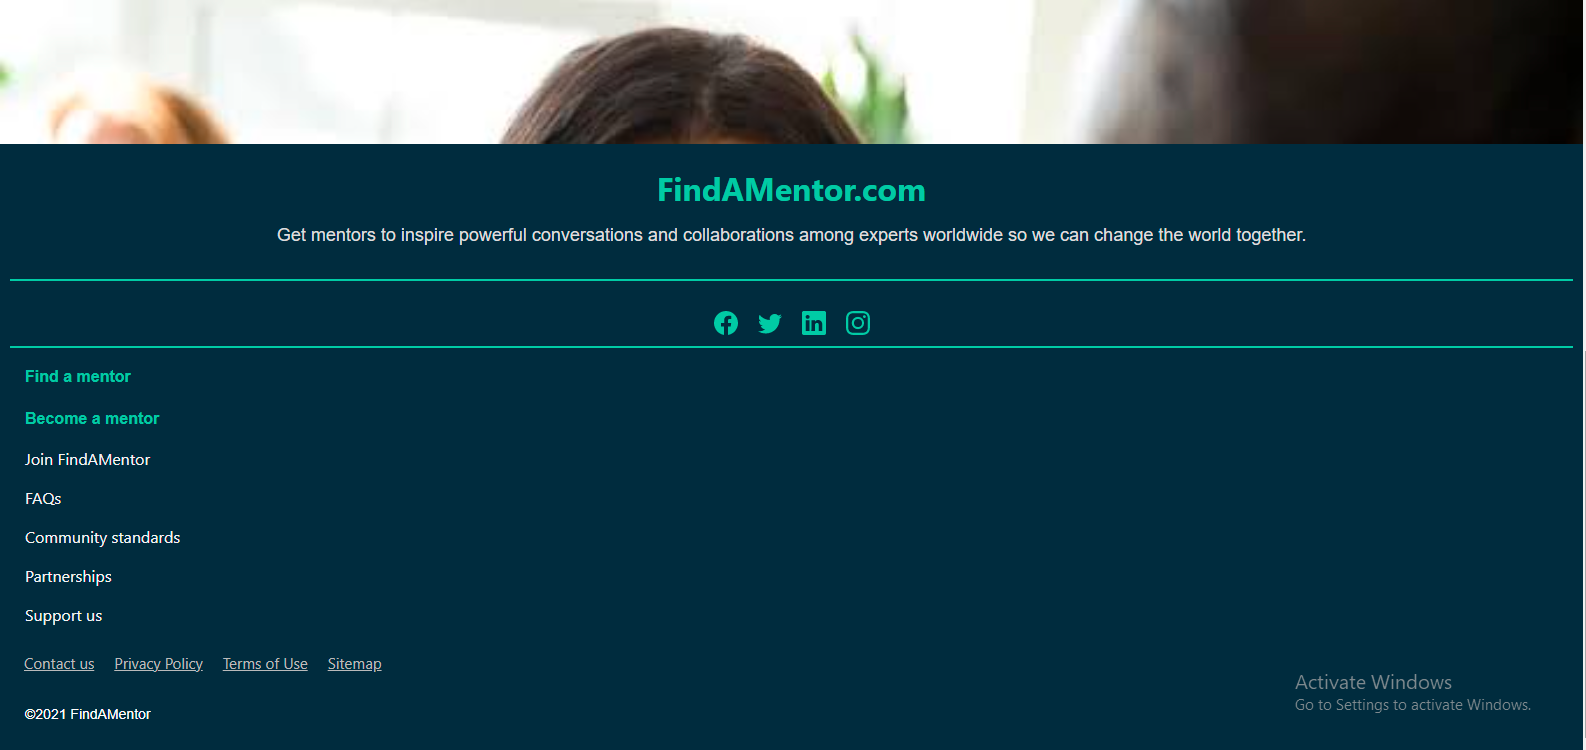 FindAMentor.com
Get mentors to inspire powerful conversations and collaborations among experts worldwide so we can change the world together.
Find a mentor
Become a mentor
Join FindAMentor
FAQs
Community standards
Partnerships
Support us
Contact us Privacy Policy Terms of Use Sitemap
Activate Windows
Go to Settings to activate Windows.
©2021 FindAMentor